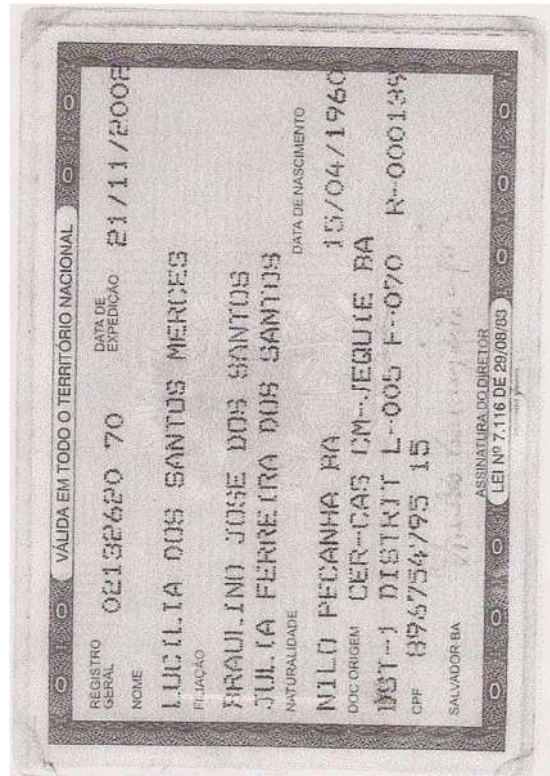 VÁLIDA EM TODO O TERRITÓRIO NACIONAL
REGISTRO GERAL 02132620 70 DATA DE EXPEDIÇÃO 21/11/2002
NOME
LUCILIA DOS SANTOS MERCES
FILIAÇÃO
BRAULINO JOSE DOS SANTOS
JULIA FERREIRA DOS SANTOS
NATURALIDADE DATA DE NASCIMENTO
NILO PECANHA BA 15/04/1960
DOC ORIGEM CER-CAS CM-JEQUIE BA
DST-1 DISTRIT L-005 F-070 R-000139
CPF 896754795 15
SALVADOR-BA
ASSINATURA DO DIRETOR
LEI Nº 7.116 DE 29/08/83